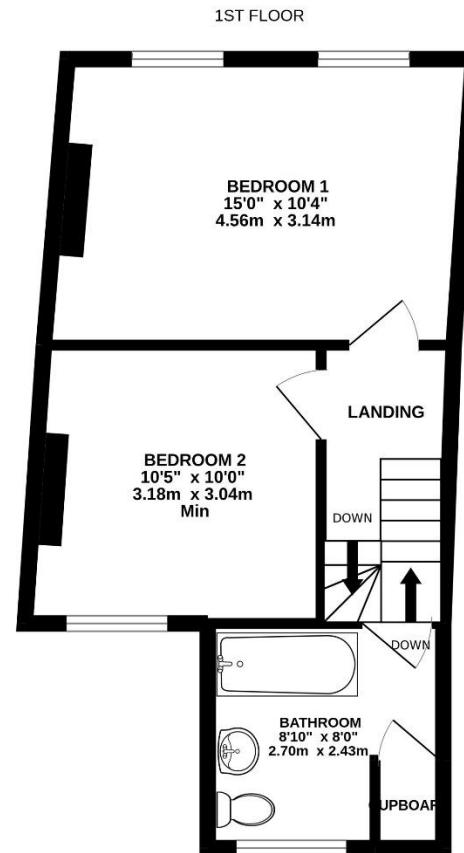 1ST FLOOR
BEDROOM 1
15'0" x 10'4"
4.56m x 3.14m
LANDING
BEDROOM 2
10'5" x 10'0"
3.18m x 3.04m
Min
DOWN
DOWN
BATHROOM
8'10" x 8'0"
2.70m x 2.43m
CUPBOAR